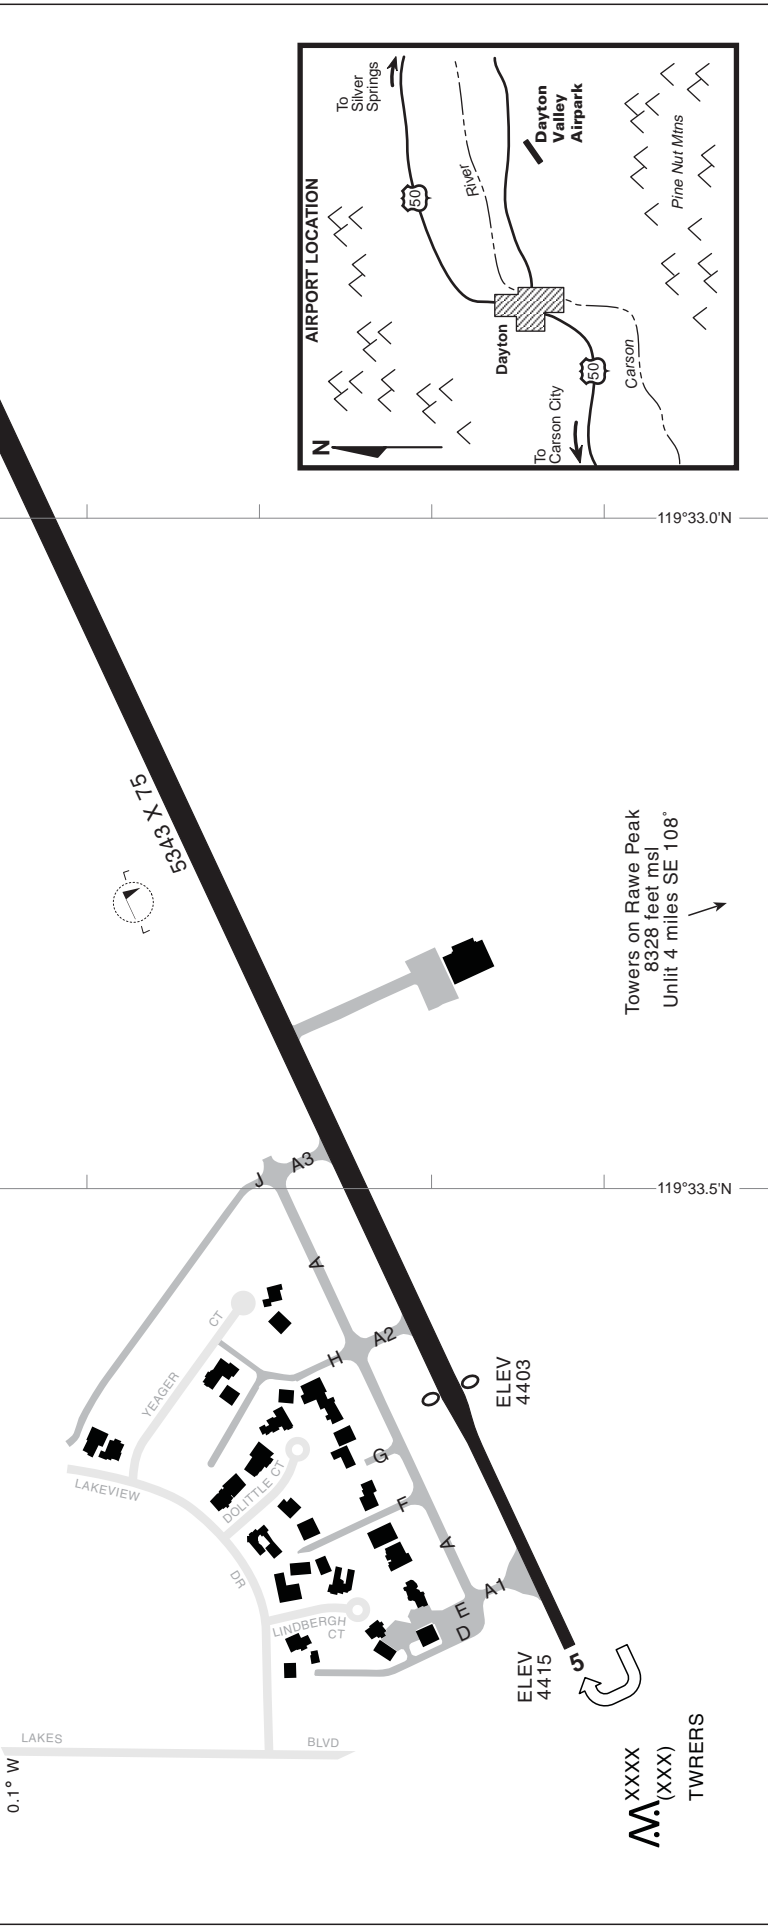 AIRPORT LOCATION
N
To
Silver
Springs
50
River
Dayton
Valley
Airpark
Pine Nut Mtns
Dayton
50
Carson
To
Carson City
119°33.0'N
5343 X 75
L
L
Towers on Rawe Peak
8328 feet msl
Unlit 4 miles SE 108°
119°33.5'N
J
A3
A
H
A2
YEAGER
CT
ELEV
4403
0
0
G
F
A
LAKEVIEW
DR
DOLITTLE CT
LINDBERGH
CT
E
D
A1
ELEV
4415
5
LAKES
BLVD
0.1° W
XXXX
(XXX)
TWRERS